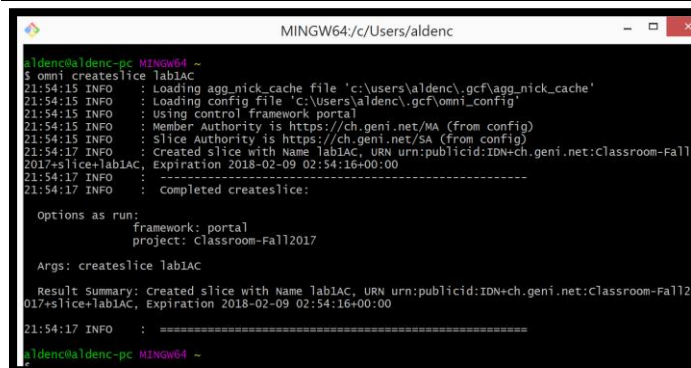 MINGW64:/c/Users/aldenc
aldenc@aldenc-pc MINGW64 ~
$ omni createslice lab1AC
21:54:15 INFO : Loading agg_nick_cache file 'c:\users\aldenc\.gcf\agg_nick_cache'
21:54:15 INFO : Loading config file 'C:\Users\aldenc\.gcf\omni_config'
21:54:15 INFO : Using control framework portal
21:54:15 INFO : Member Authority is https://ch.geni.net/MA (from config)
21:54:15 INFO : Slice Authority is https://ch.geni.net/SA (from config)
21:54:17 INFO : Created slice with Name lab1AC, URN urn:publicid:IDN+ch.geni.net:Classroom-Fall
2017+slice+lab1AC, Expiration 2018-02-09 02:54:16+00:00
21:54:17 INFO : ------------------------------------------------------
21:54:17 INFO : Completed createslice:
Options as run:
framework: portal
project: Classroom-Fall2017
Args: createslice lab1AC
Result Summary: Created slice with Name lab1AC, URN urn:publicid:IDN+ch.geni.net:Classroom-Fall2
017+slice+lab1AC, Expiration 2018-02-09 02:54:16+00:00
21:54:17 INFO : ======================================================
aldenc@aldenc-pc MINGW64 ~
$